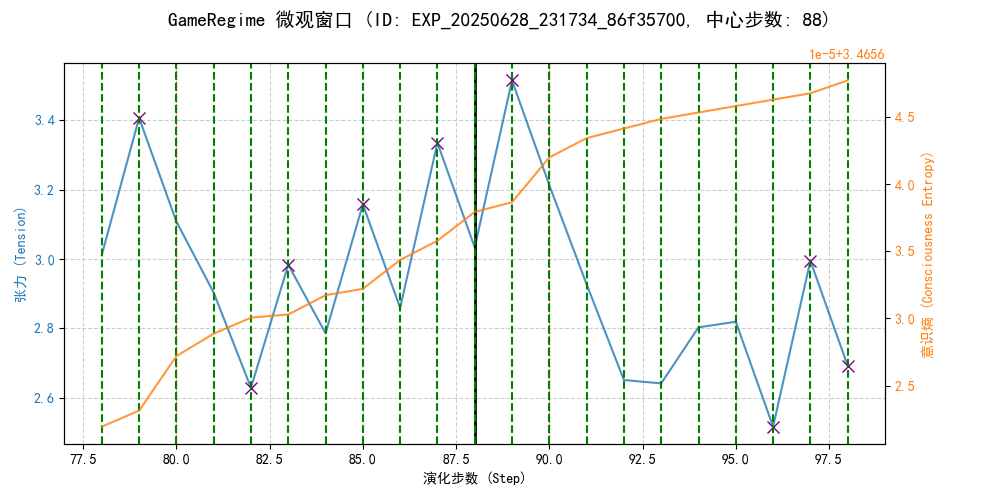 GameRegime 微观窗口 (ID: EXP_20250628_231734_86f35700, 中心步数: 88)
1e-5+3.4656
张力 (Tension)
3.4
3.2
3.0
2.8
2.6
4.5
4.0
3.5
3.0
2.5
意识熵 (Consciousness Entropy)
77.5 80.0 82.5 85.0 87.5 90.0 92.5 95.0 97.5
演化步数 (Step)